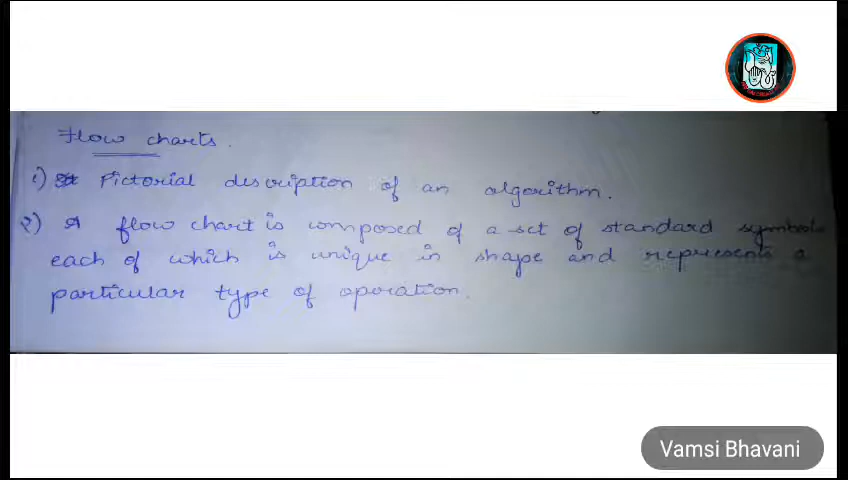 Flow charts.
1) Pictorial description of an algorithm.
2) A flow chart is composed of a set of standard symbols
each of which is unique in shape and represents a
particular type of operation.
Vamsi Bhavani